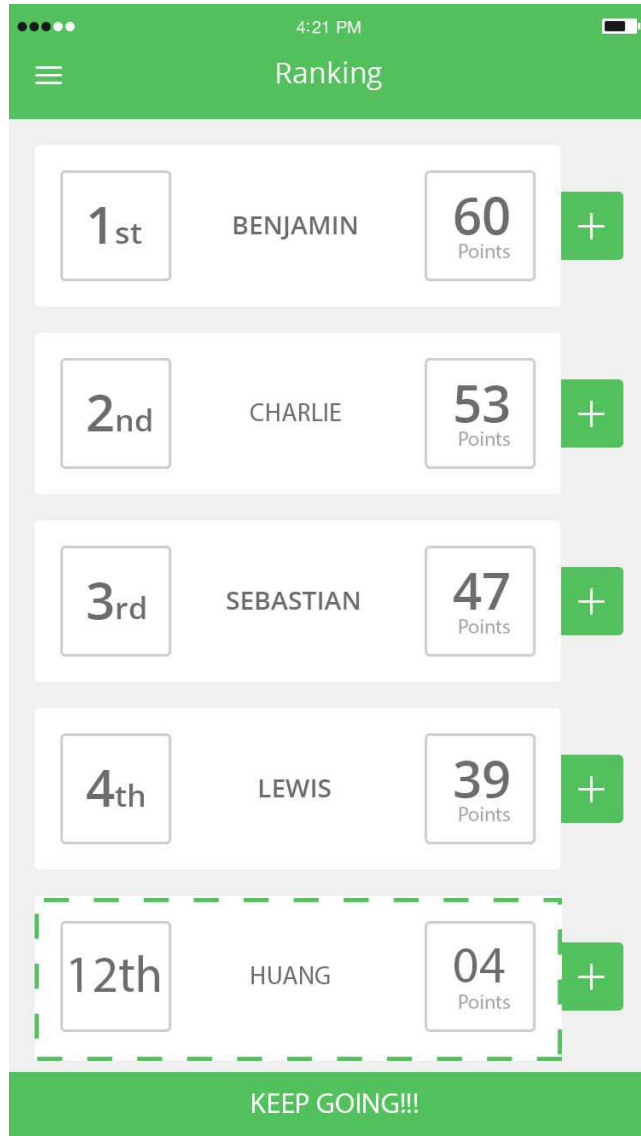 4:21 PM
Ranking
1st BENJAMIN 60 Points +
2nd CHARLIE 53 Points +
3rd SEBASTIAN 47 Points +
4th LEWIS 39 Points +
12th HUANG 04 Points +
KEEP GOING!!!